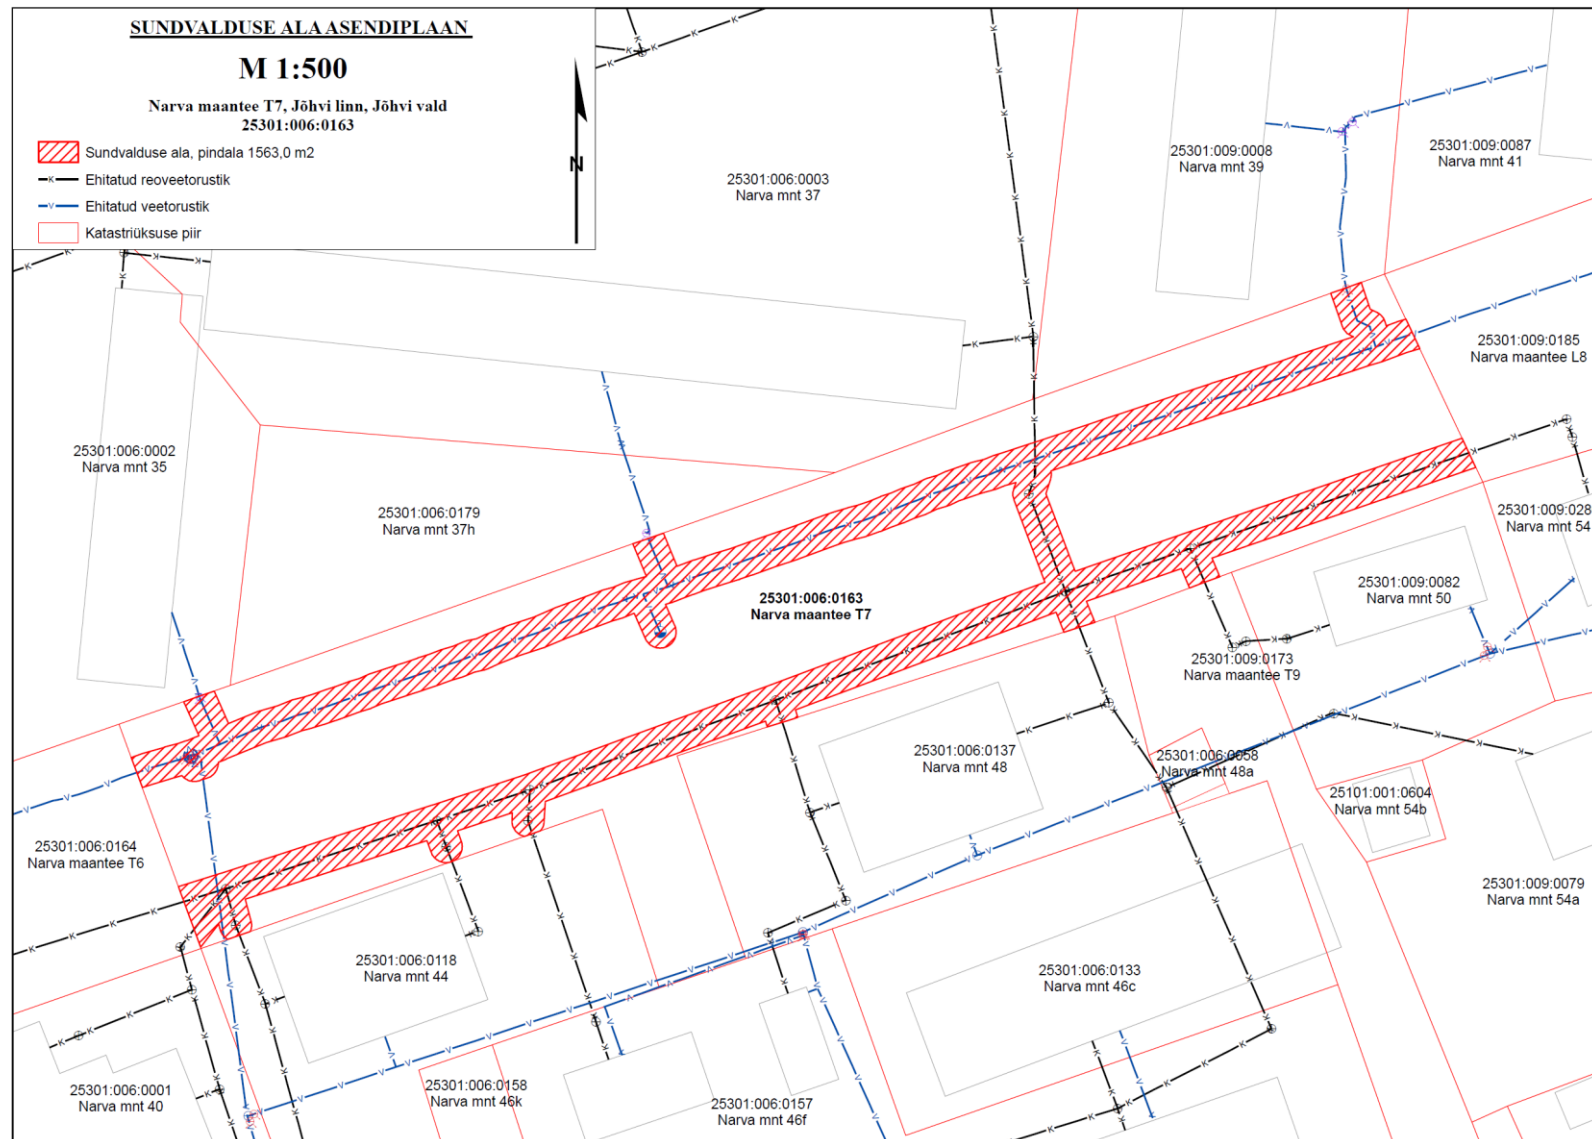 SUNDVALDUSE ALA ASENDIPLAAN
M 1:500
Narva maantee T7, Jõhvi linn, Jõhvi vald
25301:006:0163
Sundvalduse ala, pindala 1563,0 m2
Ehitatud reoveetorustik
Ehitatud veetorustik
Katastriüksuse piir
N
25301:006:0003
Narva mnt 37
25301:009:0008
Narva mnt 39
25301:009:0087
Narva mnt 41
25301:009:0185
Narva maantee L8
25301:006:0002
Narva mnt 35
25301:006:0179
Narva mnt 37h
25301:009:028
Narva mnt 54
25301:006:0163
Narva maantee T7
25301:009:0082
Narva mnt 50
25301:009:0173
Narva maantee T9
25301:006:0137
Narva mnt 48
25301:006:0058
Narva mnt 48a
25101:001:0604
Narva mnt 54b
25301:006:0164
Narva maantee T6
25301:009:0079
Narva mnt 54a
25301:006:0118
Narva mnt 44
25301:006:0133
Narva mnt 46c
25301:006:0001
Narva mnt 40
25301:006:0158
Narva mnt 46k
25301:006:0157
Narva mnt 46f